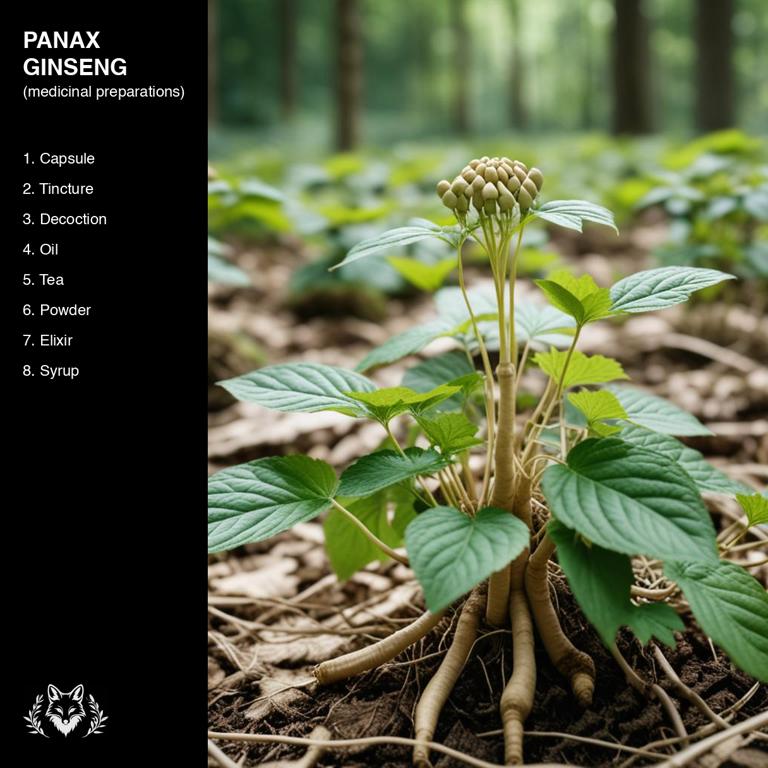 PANAX
GINSENG
(medicinal preparations)
1. Capsule
2. Tincture
3. Decoction
4. Oil
5. Tea
6. Powder
7. Elixir
8. Syrup